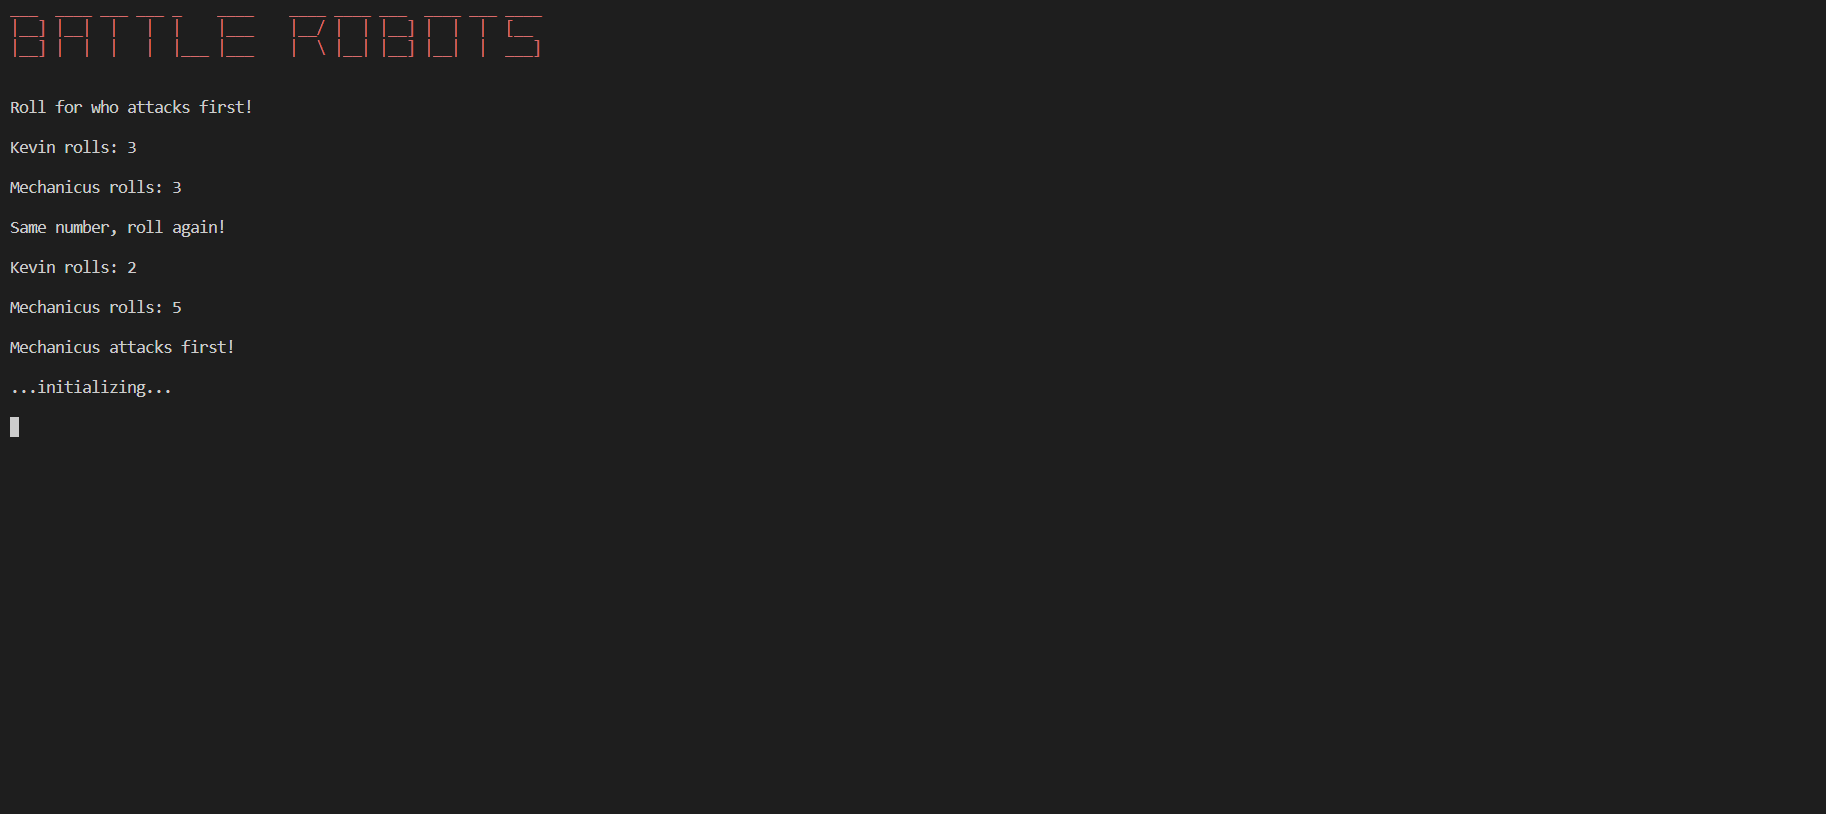 BATTLE ROBOTS
Roll for who attacks first!
Kevin rolls: 3
Mechanicus rolls: 3
Same number, roll again!
Kevin rolls: 2
Mechanicus rolls: 5
Mechanicus attacks first!
...initializing...